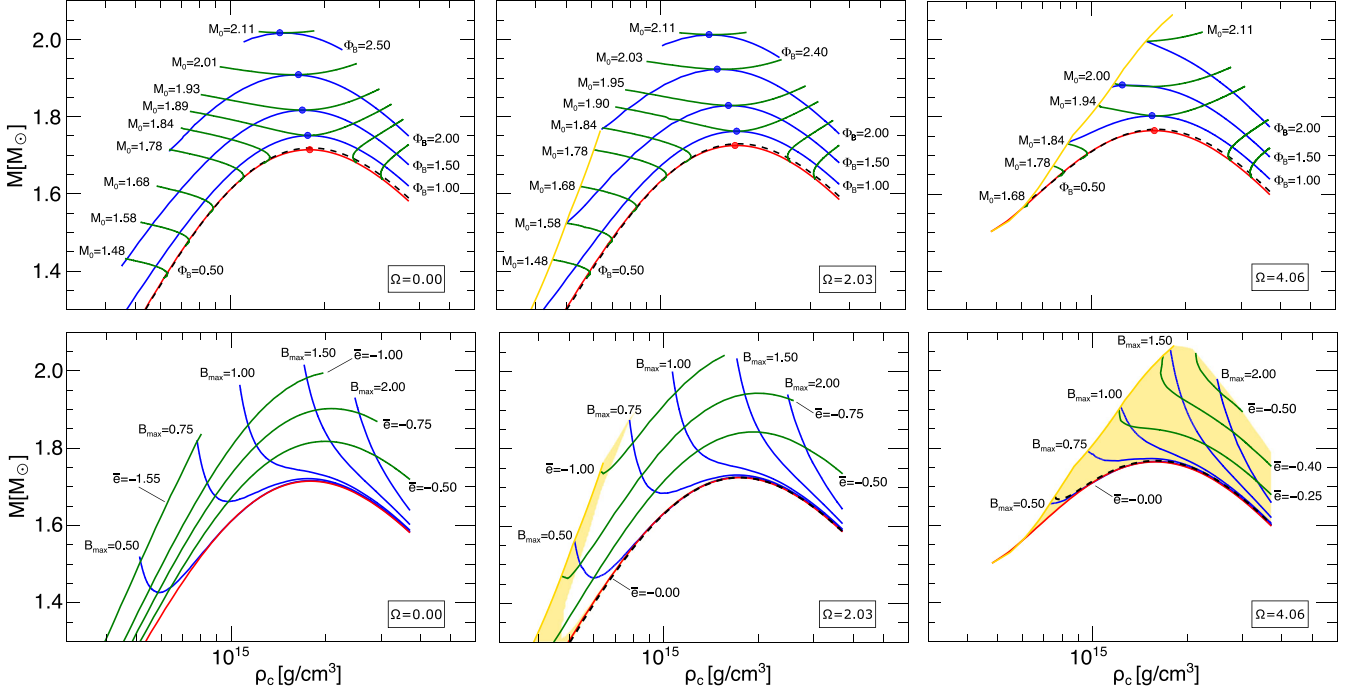 M[M⊙]
2.0
1.8
1.6
1.4
M₀=2.11
Φ_B=2.50
M₀=2.01
M₀=1.93
M₀=1.89
M₀=1.84
M₀=1.78
Φ_B=2.00
Φ_B=1.50
Φ_B=1.00
M₀=1.68
M₀=1.58
M₀=1.48
Φ_B=0.50
Ω=0.00
M₀=2.11
Φ_B=2.40
M₀=2.03
M₀=1.95
M₀=1.90
M₀=1.84
M₀=1.78
Φ_B=2.00
Φ_B=1.50
Φ_B=1.00
M₀=1.68
M₀=1.58
M₀=1.48
Φ_B=0.50
Ω=2.03
M₀=2.11
M₀=2.00
M₀=1.94
M₀=1.84
M₀=1.78
M₀=1.68
Φ_B=2.00
Φ_B=1.50
Φ_B=1.00
Φ_B=0.50
Ω=4.06
M[M⊙]
2.0
1.8
1.6
1.4
B_max=1.50
e̅=−1.00
B_max=1.00
B_max=2.00
B_max=0.75
e̅=−0.75
e̅=−1.55
e̅=−0.50
B_max=0.50
Ω=0.00
10¹⁵
ρ_c [g/cm³]
B_max=1.00
B_max=1.50
B_max=2.00
B_max=0.75
e̅=−0.75
e̅=−1.00
e̅=−0.50
B_max=0.50
e̅=−0.00
Ω=2.03
10¹⁵
ρ_c [g/cm³]
B_max=1.50
B_max=2.00
B_max=1.00
e̅=−0.50
B_max=0.75
e̅=−0.40
B_max=0.50
e̅=−0.00
e̅=−0.25
Ω=4.06
10¹⁵
ρ_c [g/cm³]